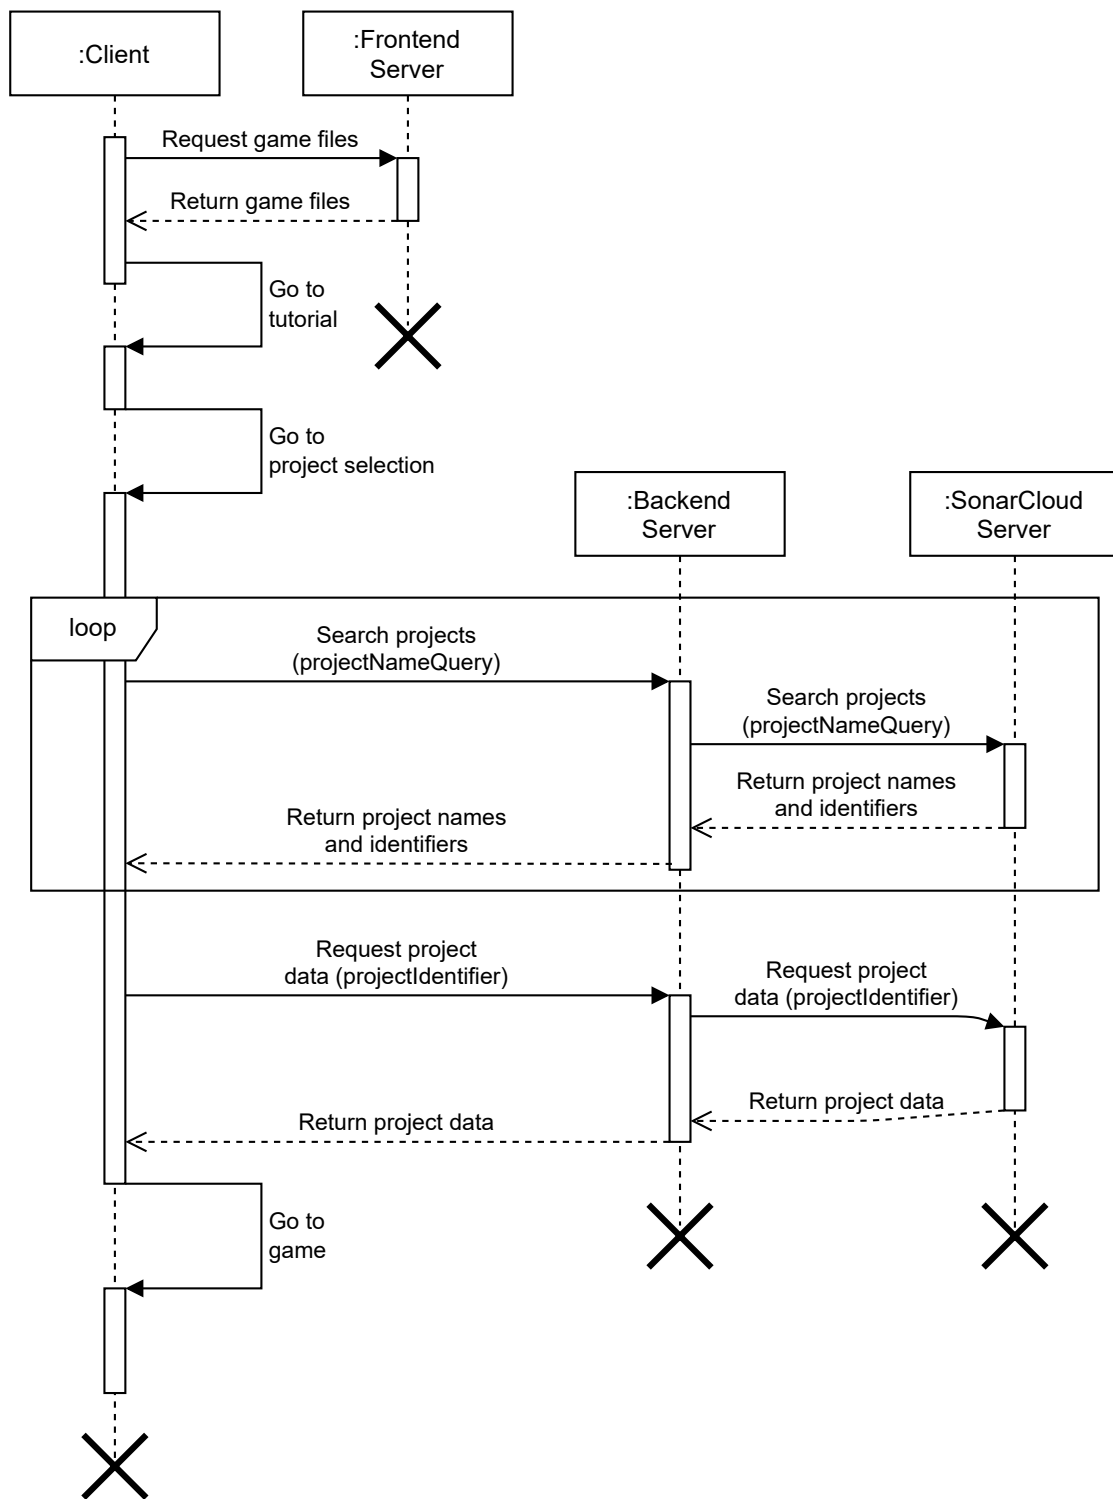 :Client
:Frontend
Server
Request game files
Return game files
Go to
tutorial
Go to
project selection
:Backend
Server
:SonarCloud
Server
loop
Search projects
(projectNameQuery)
Search projects
(projectNameQuery)
Return project names
and identifiers
Return project names
and identifiers
Request project
data (projectIdentifier)
Request project
data (projectIdentifier)
Return project data
Return project data
Go to
game